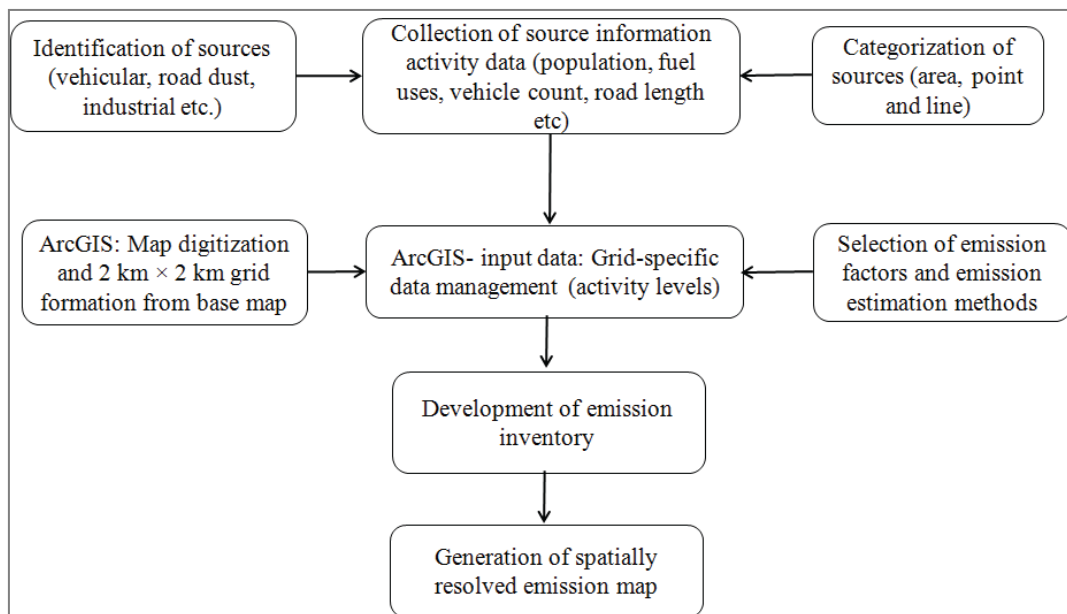 Identification of sources
(vehicular, road dust,
industrial etc.)
Collection of source information
activity data (population, fuel
uses, vehicle count, road length
etc)
Categorization of
sources (area, point
and line)
ArcGIS: Map digitization
and 2 km × 2 km grid
formation from base map
ArcGIS- input data: Grid-specific
data management (activity levels)
Selection of emission
factors and emission
estimation methods
Development of emission
inventory
Generation of spatially
resolved emission map